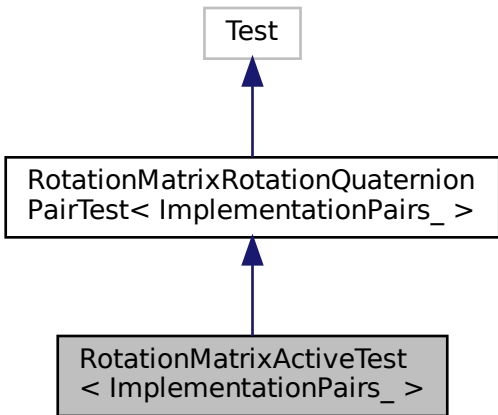 Test
RotationMatrixRotationQuaternion
PairTest< ImplementationPairs_ >
RotationMatrixActiveTest
< ImplementationPairs_ >